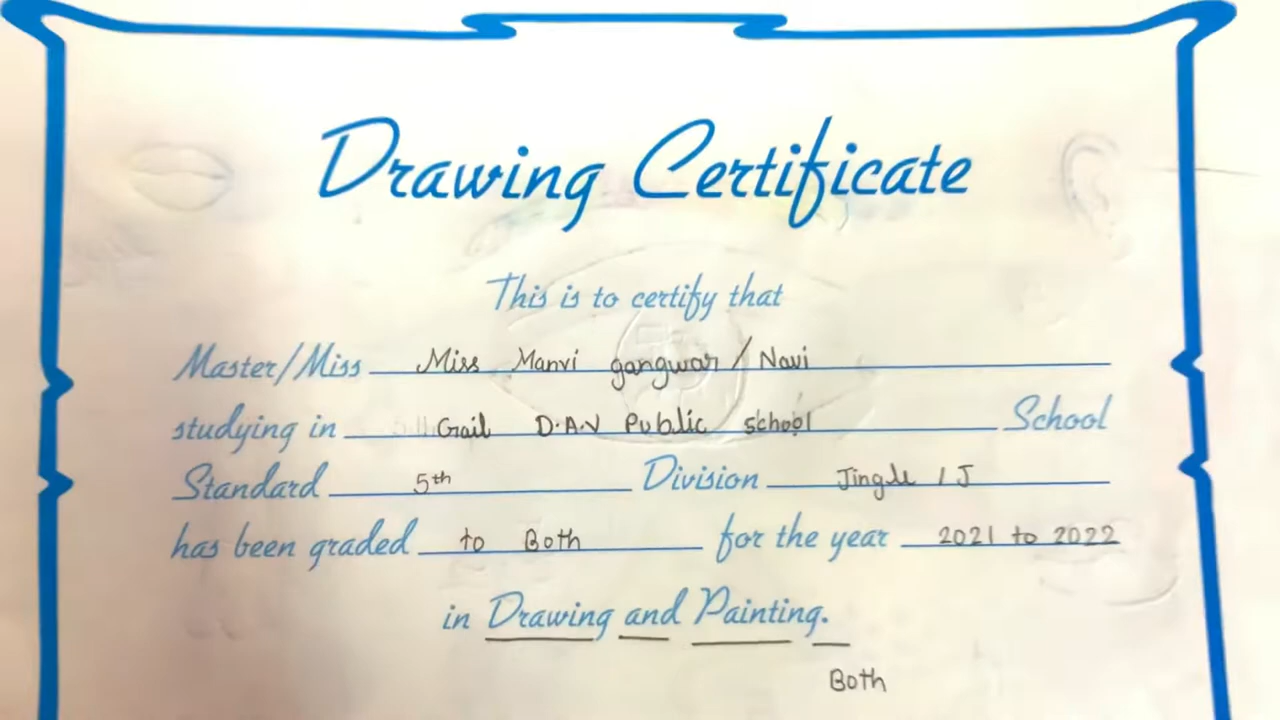 Drawing Certificate
This is to certify that
Master/Miss Miss Manvi gangwar / Navi
studying in Gail D.A.V Public school School
Standard 5th Division Jingle / J
has been graded to Both for the year 2021 to 2022
in Drawing and Painting.
Both